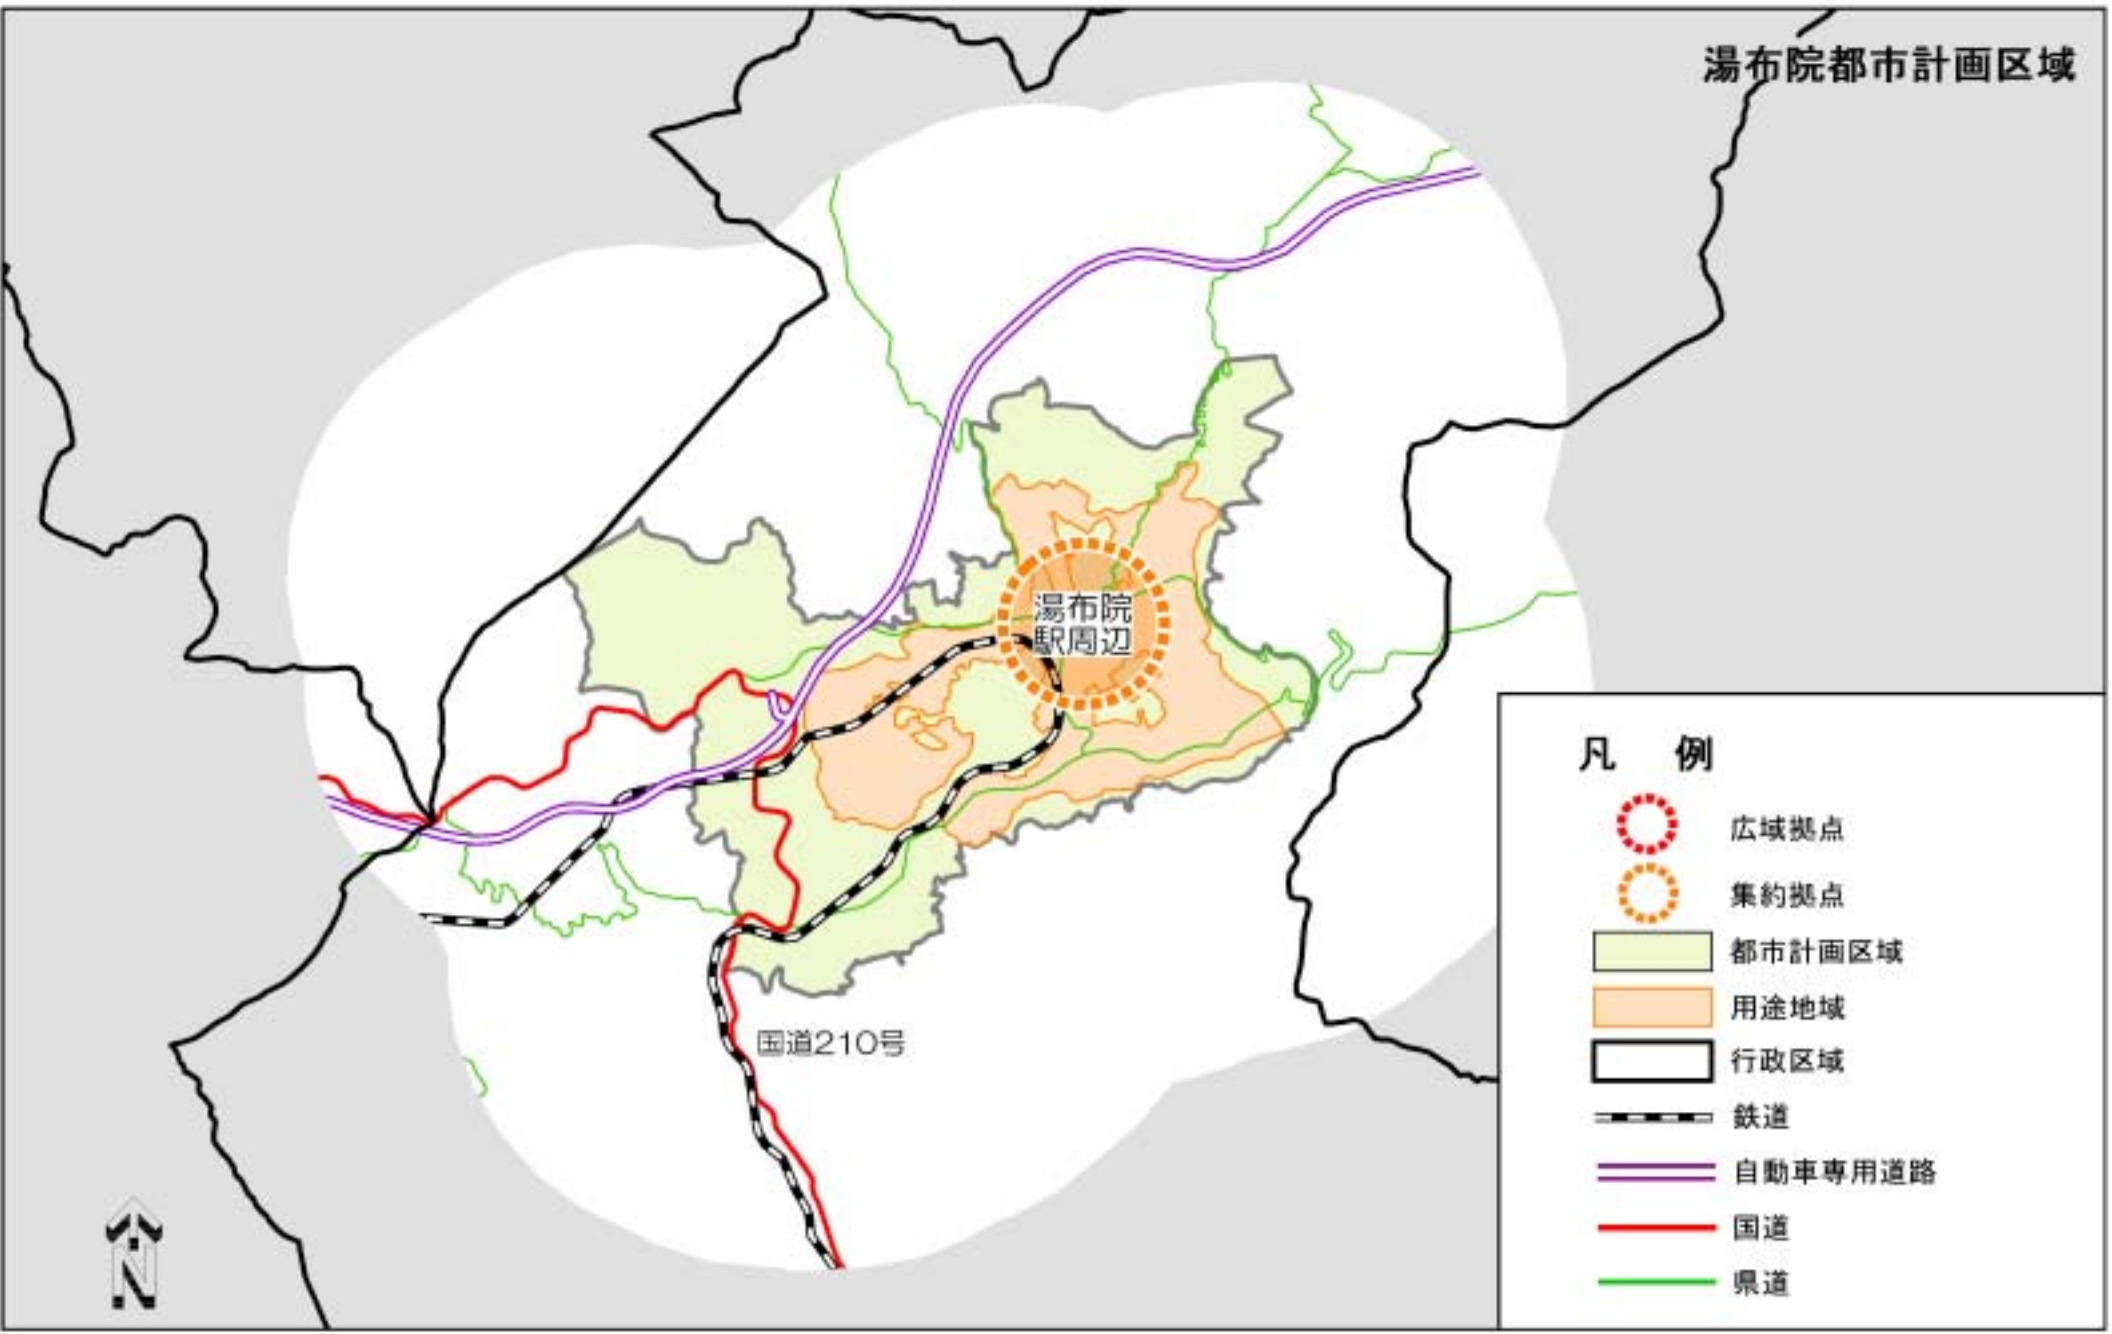 湯布院都市計画区域
湯布院
駅周辺
国道210号
凡　例
広域拠点
集約拠点
都市計画区域
用途地域
行政区域
鉄道
自動車専用道路
国道
県道
N